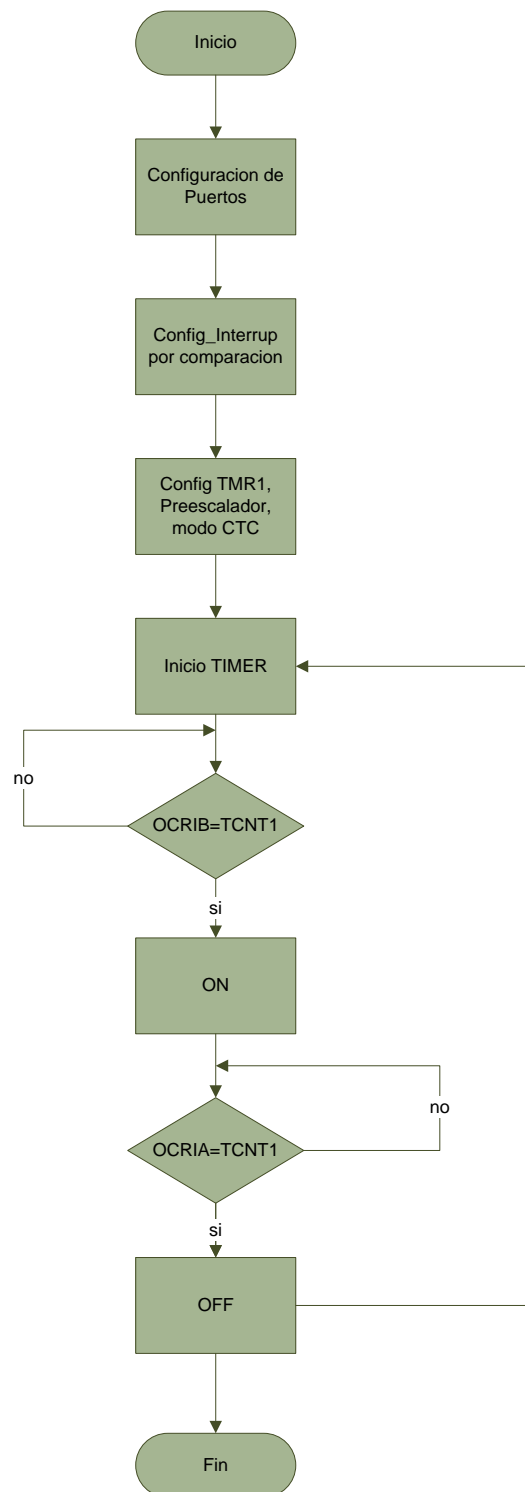 Inicio
Configuracion de
Puertos
Config_Interrup
por comparacion
Config TMR1,
Preescalador,
modo CTC
Inicio TIMER
no
OCRIB=TCNT1
si
ON
no
OCRIA=TCNT1
si
OFF
Fin